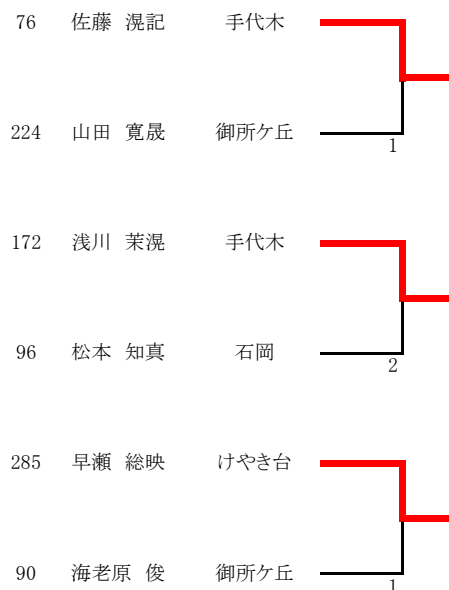 76 佐藤 滉記 手代木
224 山田 寛晟 御所ケ丘
1
172 浅川 茉滉 手代木
96 松本 知真 石岡
2
285 早瀬 総映 けやき台
90 海老原 俊 御所ケ丘
1